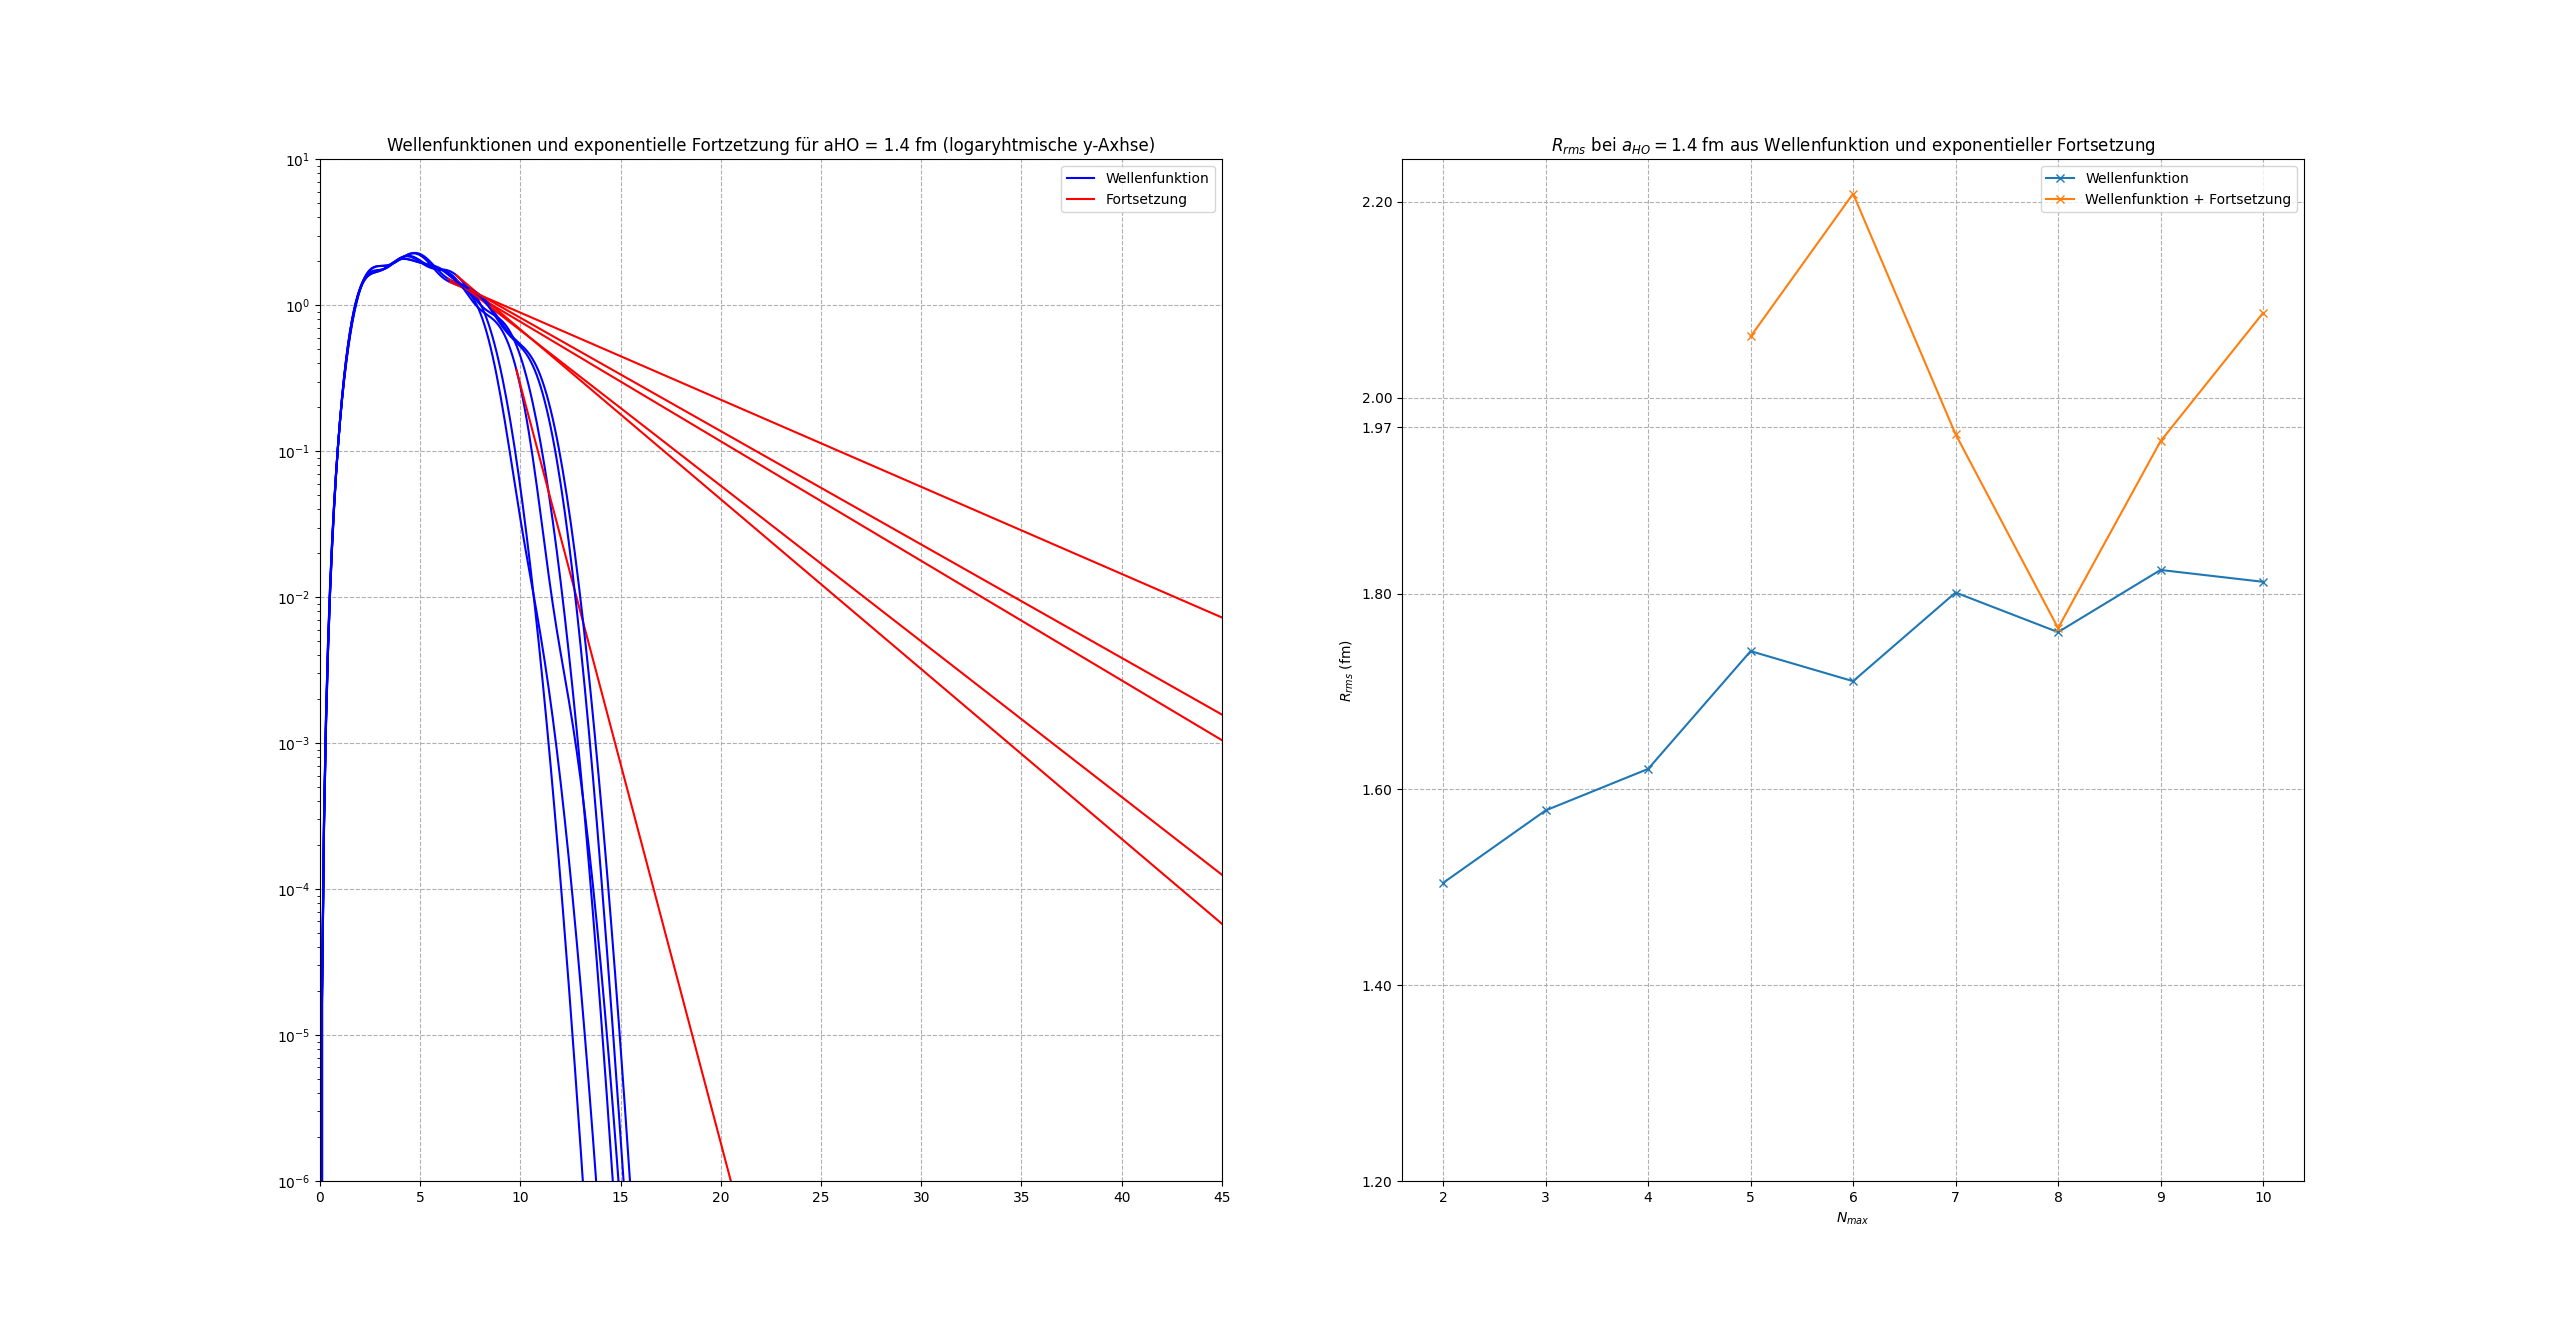 Wellenfunktionen und exponentielle Fortzetzung für aHO = 1.4 fm (logaryhtmische y-Axhse)
10^1
10^0
10^-1
10^-2
10^-3
10^-4
10^-5
10^-6
0 5 10 15 20 25 30 35 40 45
Wellenfunktion
Fortsetzung
R_rms bei a_HO = 1.4 fm aus Wellenfunktion und exponentieller Fortsetzung
Wellenfunktion
Wellenfunktion + Fortsetzung
R_rms (fm)
2.20
2.00
1.97
1.80
1.60
1.40
1.20
2 3 4 5 6 7 8 9 10
N_max